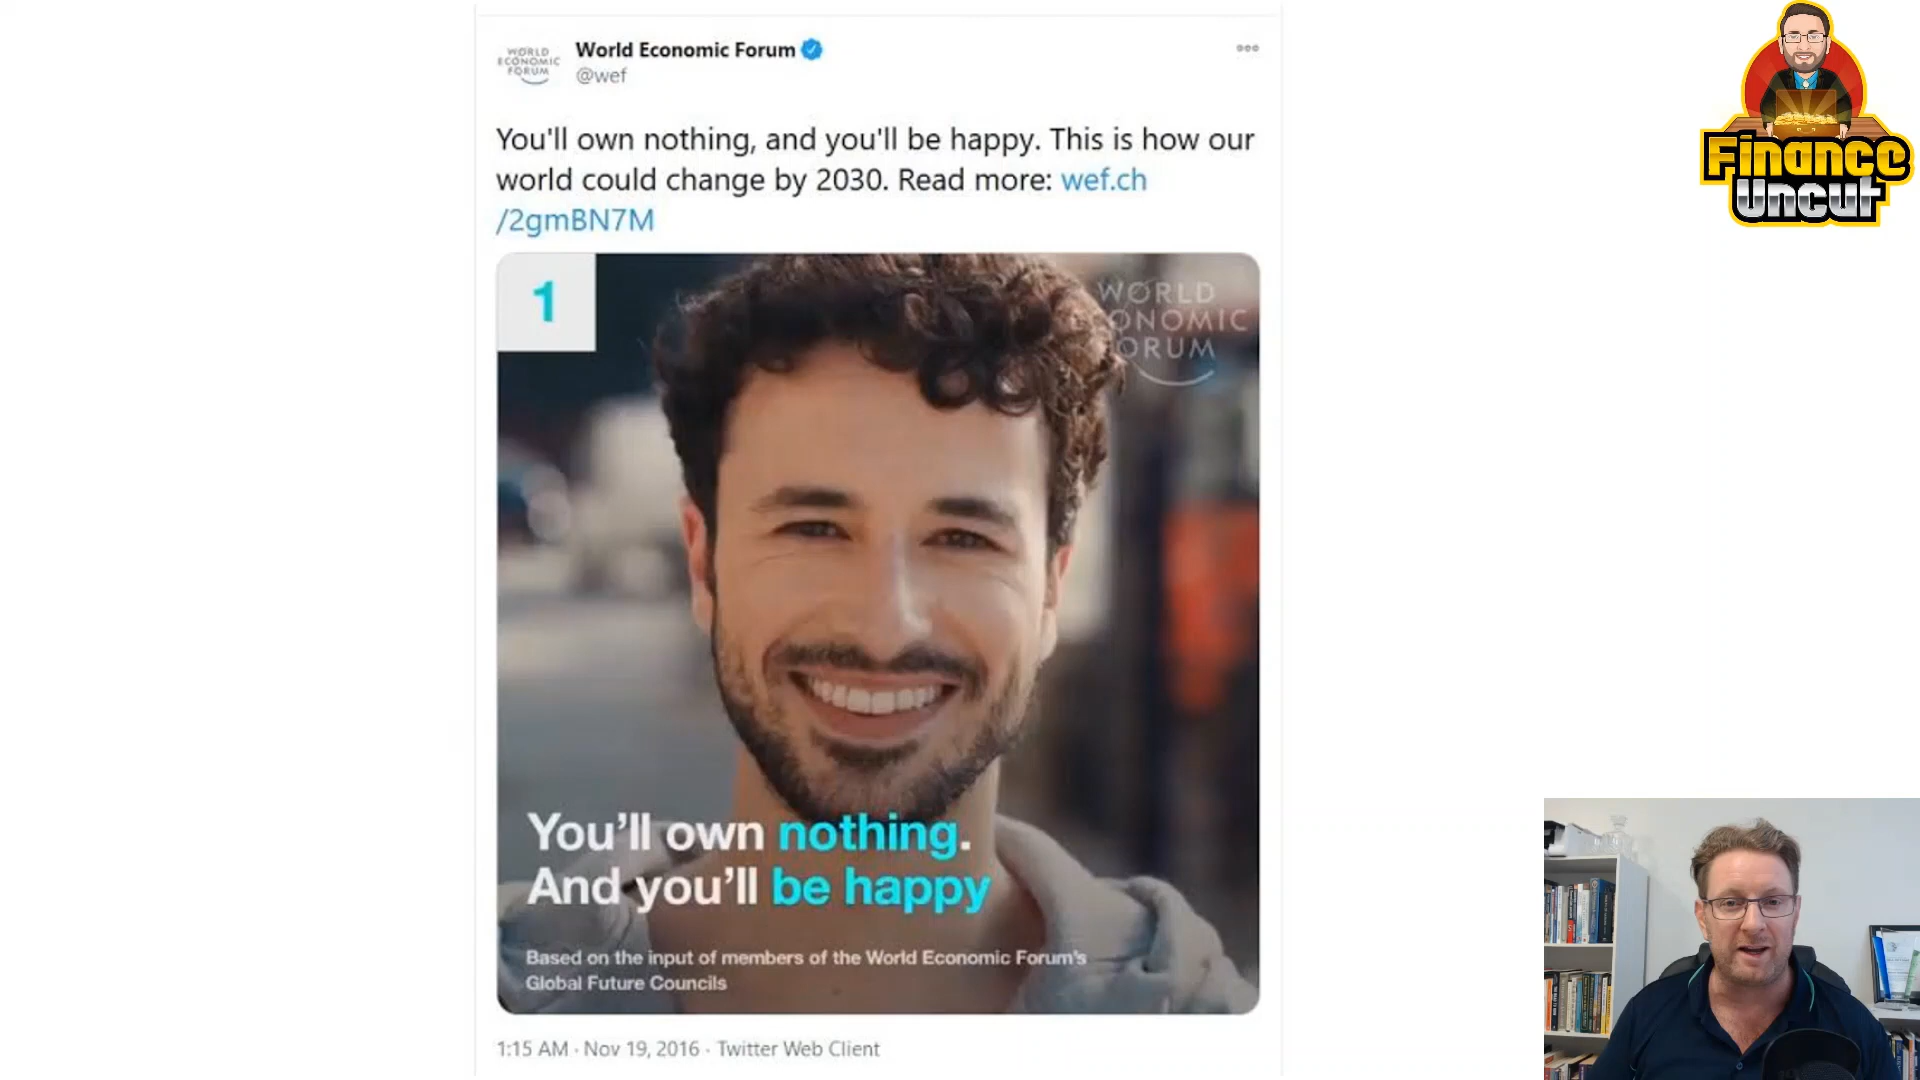 WORLD
ECONOMIC
FORUM
World Economic Forum
@wef
You'll own nothing, and you'll be happy. This is how our
world could change by 2030. Read more: wef.ch
/2gmBN7M
1
WORLD
ONOMIC
ORUM
You'll own nothing.
And you'll be happy
Based on the input of members of the World Economic Forum's
Global Future Councils
1:15 AM · Nov 19, 2016 · Twitter Web Client
Finance
Uncut